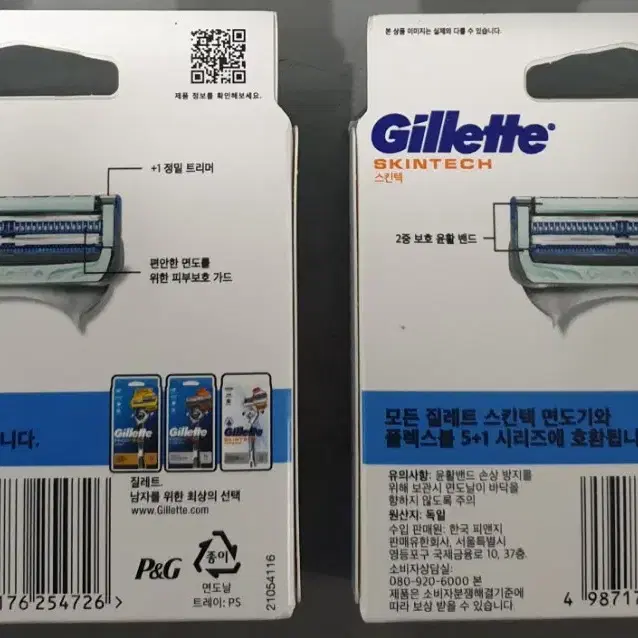 제품 정보를 확인해보세요.
+1 정밀 트리머
편안한 면도를
위한 피부보호 가드
니다.
Gillette
Gillette
Gillette
SKINTECH
질레트.
남자를 위한 최상의 선택
www.Gillette.com
P&G
종이
면도날
트레이: PS
21054116
176 254726 >
본 상품 이미지는 실제와 다를 수 있습니다.
Gillette
SKINTECH
스킨텍
2중 보호 윤활 밴드
모든 질레트 스킨텍 면도기와
플렉스볼 5+1 시리즈에 호환됩니
유의사항: 윤활밴드 손상 방지를
위해 보관시 면도날이 바닥을
향하지 않도록 주의
원산지: 독일
수입 판매원: 한국 피앤지
판매유한회사, 서울특별시
영등포구 국제금융로 10, 37층.
소비자상담실:
080-920-6000 본
제품은 소비자분쟁해결기준에
따라 보상 받을 수 있습니다.
4 98717